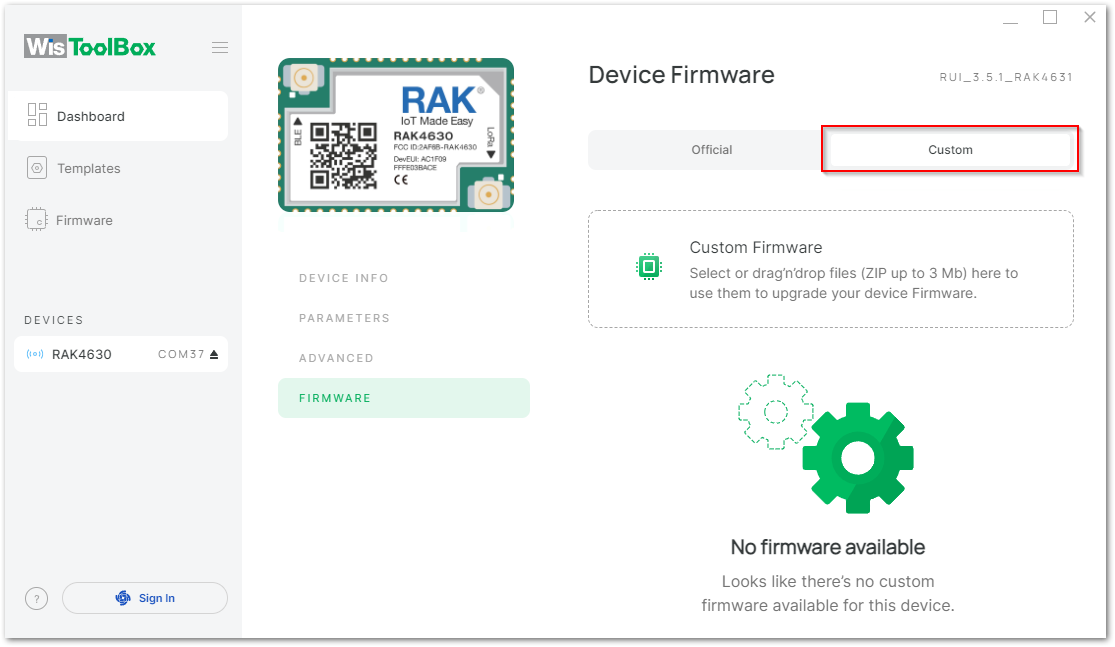 WisToolBox
Dashboard
Templates
Firmware
DEVICES
RAK4630 COM37
? Sign In
RAK®
IoT Made Easy
RAK4630
FCC ID:2AF6B-RAK4630
DevEUI: AC1F09
FFFE03BACE
CE
BLE
LoRa
DEVICE INFO
PARAMETERS
ADVANCED
FIRMWARE
Device Firmware
RUI_3.5.1_RAK4631
Official Custom
Custom Firmware
Select or drag’n’drop files (ZIP up to 3 Mb) here to
use them to upgrade your device Firmware.
No firmware available
Looks like there’s no custom
firmware available for this device.